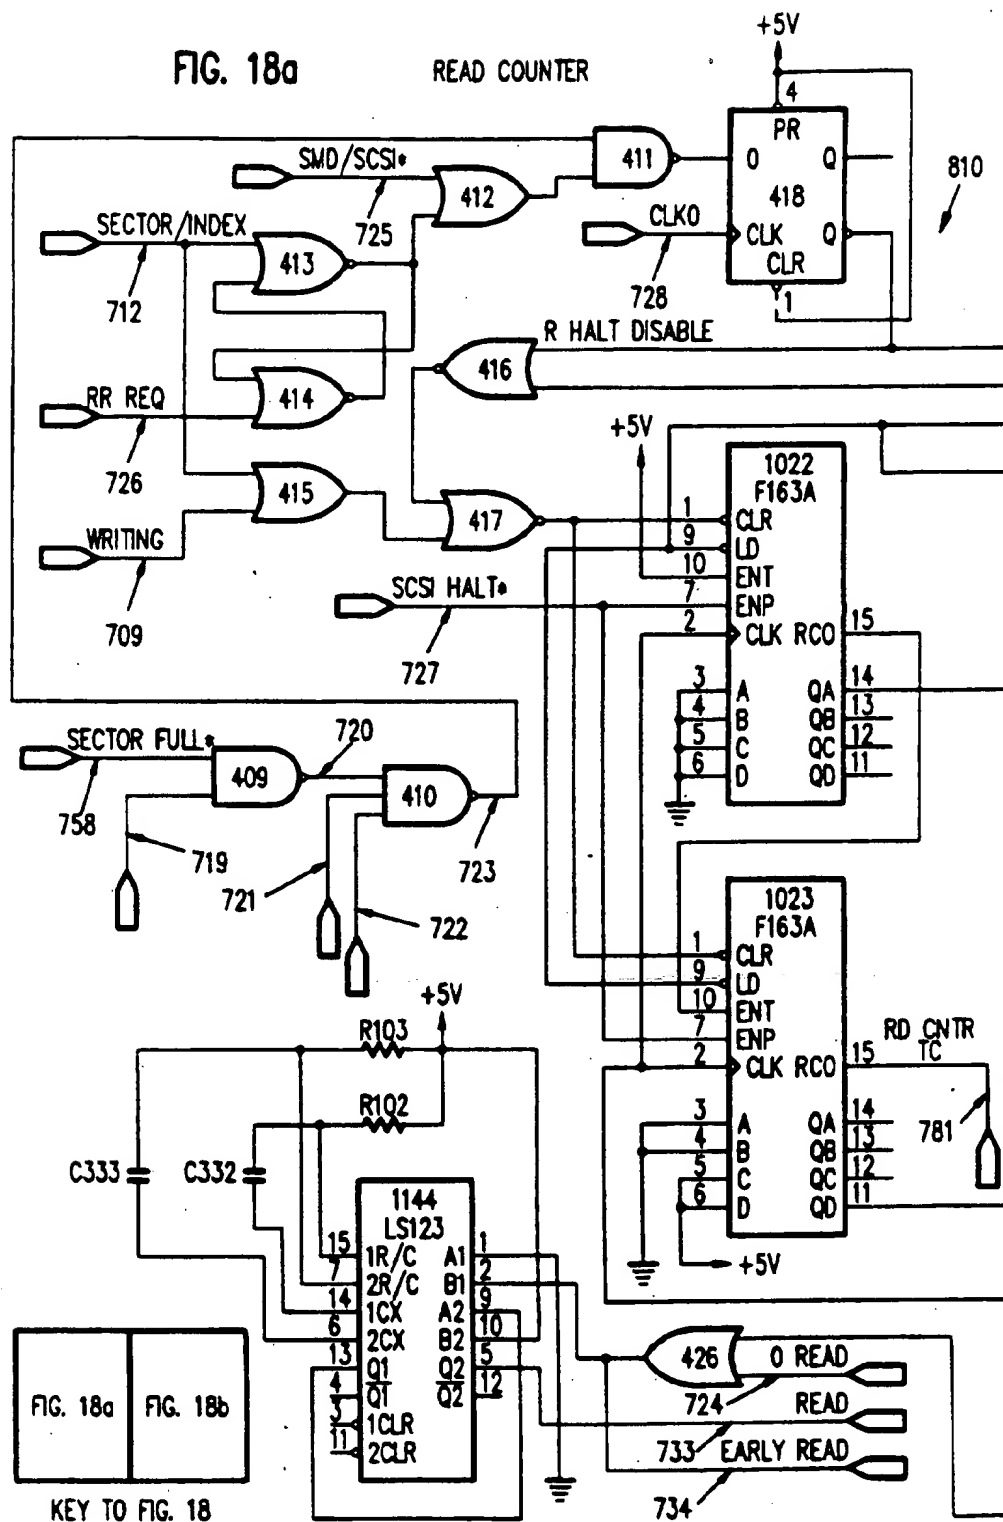 FIG. 18a
READ COUNTER
+5V
4
PR
O
Q
418
CLK
Q
CLR
1
810
411
SMD/SCSI*
725
412
SECTOR/INDEX
712
413
CLKO
728
R HALT DISABLE
416
RR REQ
726
414
415
WRITING
709
417
SCSI HALT*
727
+5V
1022
F163A
1 CLR
9 LD
10 ENT
7 ENP
2 CLK RCO 15
3 A QA 14
4 B QB 13
5 C QC 12
6 D QD 11
SECTOR FULL*
758
409
720
410
719
721
722
723
1023
F163A
1 CLR
9 LD
10 ENT
7 ENP
2 CLK RCO 15
3 A QA 14
4 B QB 13
5 C QC 12
6 D QD 11
+5V
RD CNTR
TC
781
+5V
R103
R102
C333
C332
1144
LS123
15 1R/C A1 1
7 2R/C B1 2
14 1CX A2 9
6 2CX B2 10
13 Q1 Q2 5
4 Q1 Q2 12
3 1CLR
11 2CLR
426
O READ
724
READ
733
EARLY READ
734
FIG. 18a
FIG. 18b
KEY TO FIG. 18